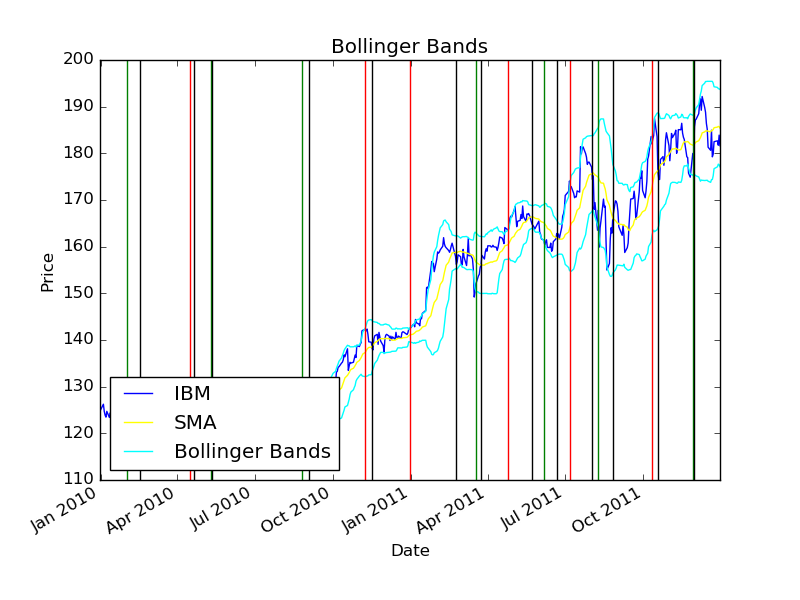 Bollinger Bands
200
190
180
170
160
150
140
130
120
110
Price
IBM
SMA
Bollinger Bands
Jan 2010
Apr 2010
Jul 2010
Oct 2010
Jan 2011
Apr 2011
Jul 2011
Oct 2011
Date